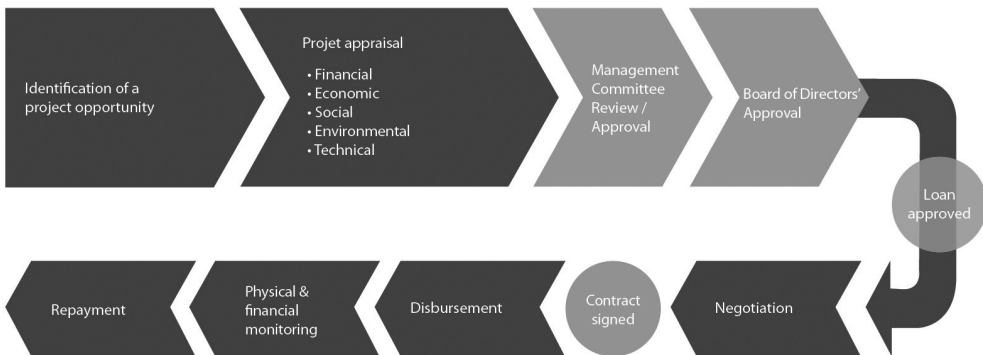 Identification of a
project opportunity
Projet appraisal
• Financial
• Economic
• Social
• Environmental
• Technical
Management
Committee
Review /
Approval
Board of Directors’
Approval
Loan
approved
Negotiation
Contract
signed
Disbursement
Physical &
financial
monitoring
Repayment